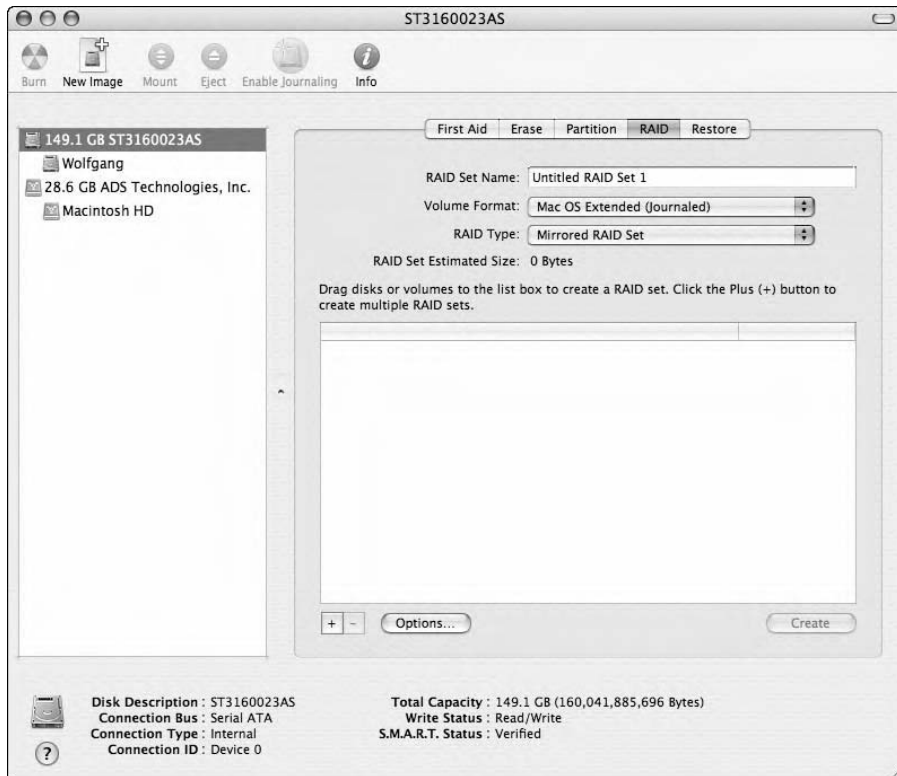 ST3160023AS
Burn New Image Mount Eject Enable Journaling Info
149.1 GB ST3160023AS
Wolfgang
28.6 GB ADS Technologies, Inc.
Macintosh HD
First Aid Erase Partition RAID Restore
RAID Set Name: Untitled RAID Set 1
Volume Format: Mac OS Extended (Journaled)
RAID Type: Mirrored RAID Set
RAID Set Estimated Size: 0 Bytes
Drag disks or volumes to the list box to create a RAID set. Click the Plus (+) button to
create multiple RAID sets.
+ - Options... Create
Disk Description : ST3160023AS
Connection Bus : Serial ATA
Connection Type : Internal
Connection ID : Device 0
Total Capacity : 149.1 GB (160,041,885,696 Bytes)
Write Status : Read/Write
S.M.A.R.T. Status : Verified
?